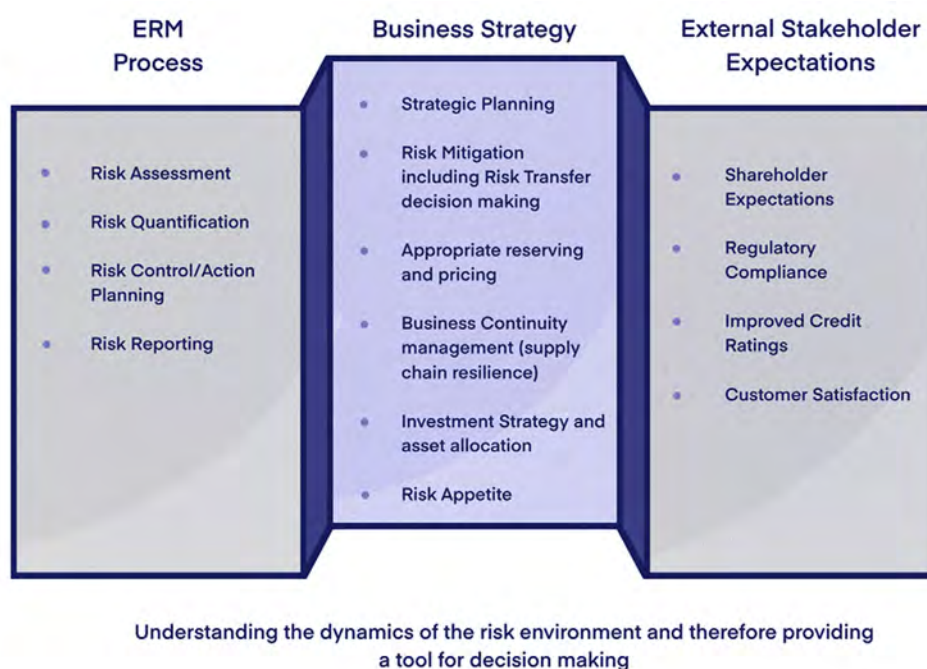 ERM
Process
Risk Assessment
Risk Quantification
Risk Control/Action
Planning
Risk Reporting
Business Strategy
Strategic Planning
Risk Mitigation
including Risk Transfer
decision making
Appropriate reserving
and pricing
Business Continuity
management (supply
chain resilience)
Investment Strategy and
asset allocation
Risk Appetite
External Stakeholder
Expectations
Shareholder
Expectations
Regulatory
Compliance
Improved Credit
Ratings
Customer Satisfaction
Understanding the dynamics of the risk environment and therefore providing
a tool for decision making